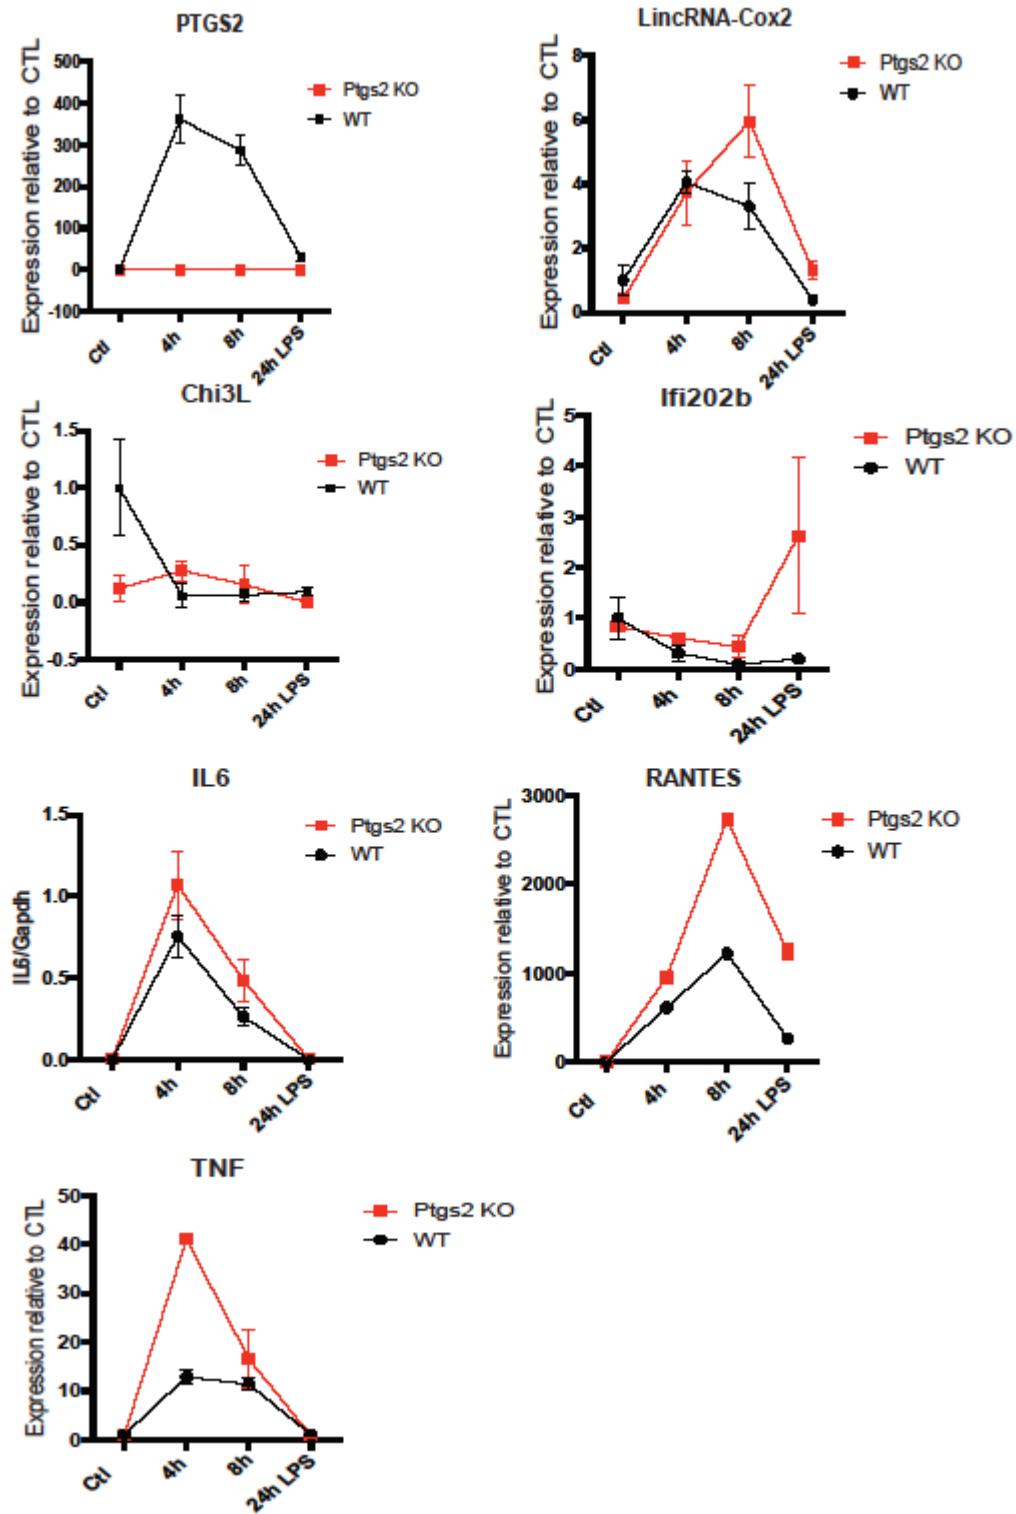 PTGS2
Expression relative to CTL
500
400
300
200
100
0
-100
Ctl
4h
8h
24h LPS
Ptgs2 KO
WT
LincRNA-Cox2
Expression relative to CTL
8
6
4
2
0
Ctl
4h
8h
24h LPS
Ptgs2 KO
WT
Chi3L
Expression relative to CTL
1.5
1.0
0.5
0.0
-0.5
Ctl
4h
8h
24h LPS
Ptgs2 KO
WT
Ifi202b
Expression relative to CTL
5
4
3
2
1
0
Ctl
4h
8h
24h LPS
Ptgs2 KO
WT
IL6
IL6/Gapdh
1.5
1.0
0.5
0.0
Ctl
4h
8h
24h LPS
Ptgs2 KO
WT
RANTES
Expression relative to CTL
3000
2000
1000
0
Ctl
4h
8h
24h LPS
Ptgs2 KO
WT
TNF
Expression relative to CTL
50
40
30
20
10
0
Ctl
4h
8h
24h LPS
Ptgs2 KO
WT